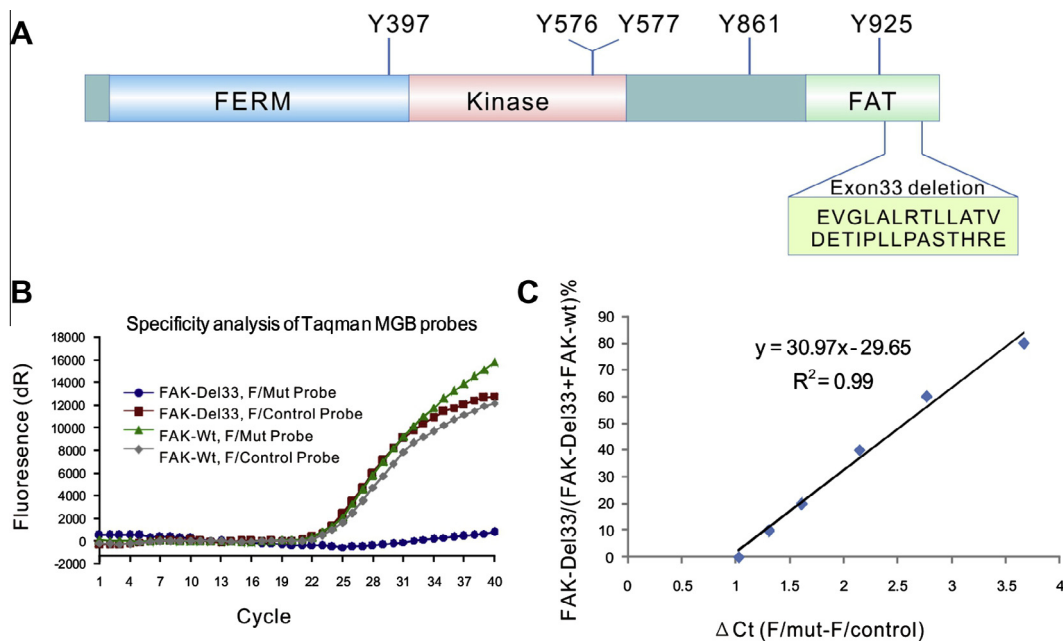 A
Y397
Y576
Y577
Y861
Y925
FERM
Kinase
FAT
Exon33 deletion
EVGLALRTLLATV
DETIPLLPASTHRE
B
Specificity analysis of Taqman MGB probes
18000
16000
14000
12000
10000
8000
6000
4000
2000
0
-2000
Fluoresence (dR)
FAK-Del33, F/Mut Probe
FAK-Del33, F/Control Probe
FAK-Wt, F/Mut Probe
FAK-Wt, F/Control Probe
1 4 7 10 13 16 19 22 25 28 31 34 37 40
Cycle
C
FAK-Del33/(FAK-Del33+FAK-wt)%
90
80
70
60
50
40
30
20
10
0
y = 30.97x - 29.65
R² = 0.99
0 0.5 1 1.5 2 2.5 3 3.5 4
Δ Ct (F/mut-F/control)